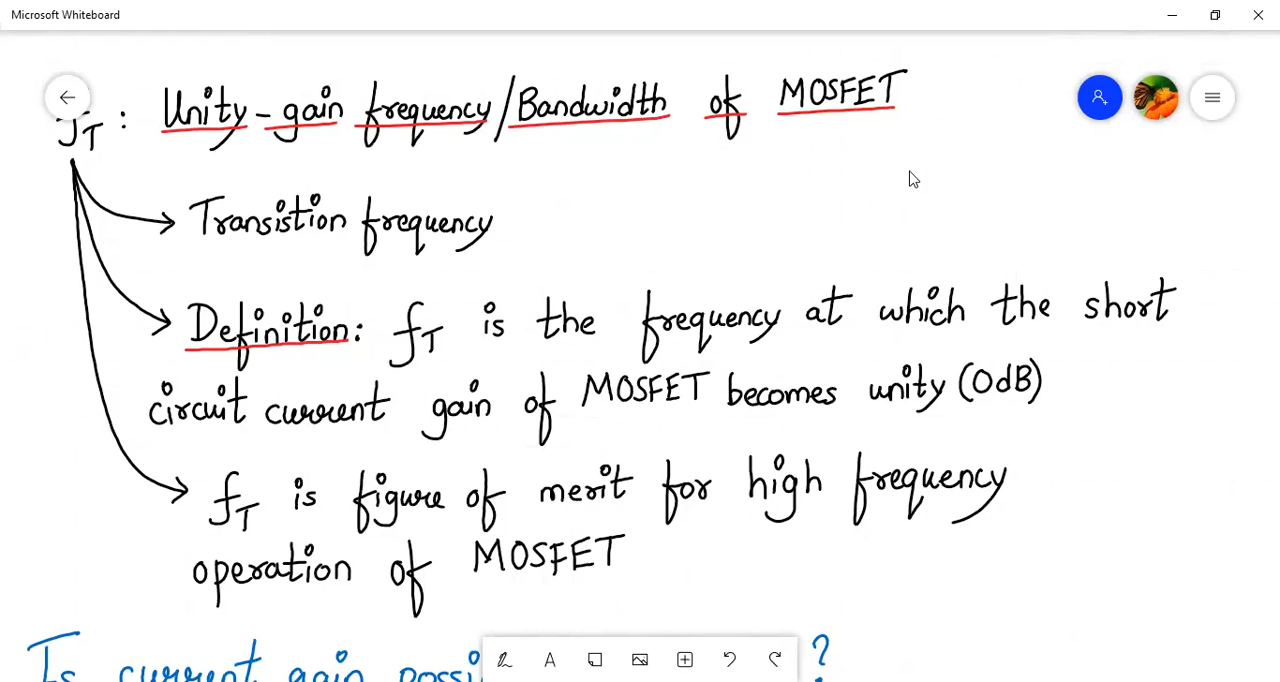 Microsoft Whiteboard
fT : Unity-gain frequency/Bandwidth of MOSFET
Transistion frequency
Definition: fT is the frequency at which the short
circuit current gain of MOSFET becomes unity (0dB)
fT is figure of merit for high frequency
operation of MOSFET
Is current gain ?